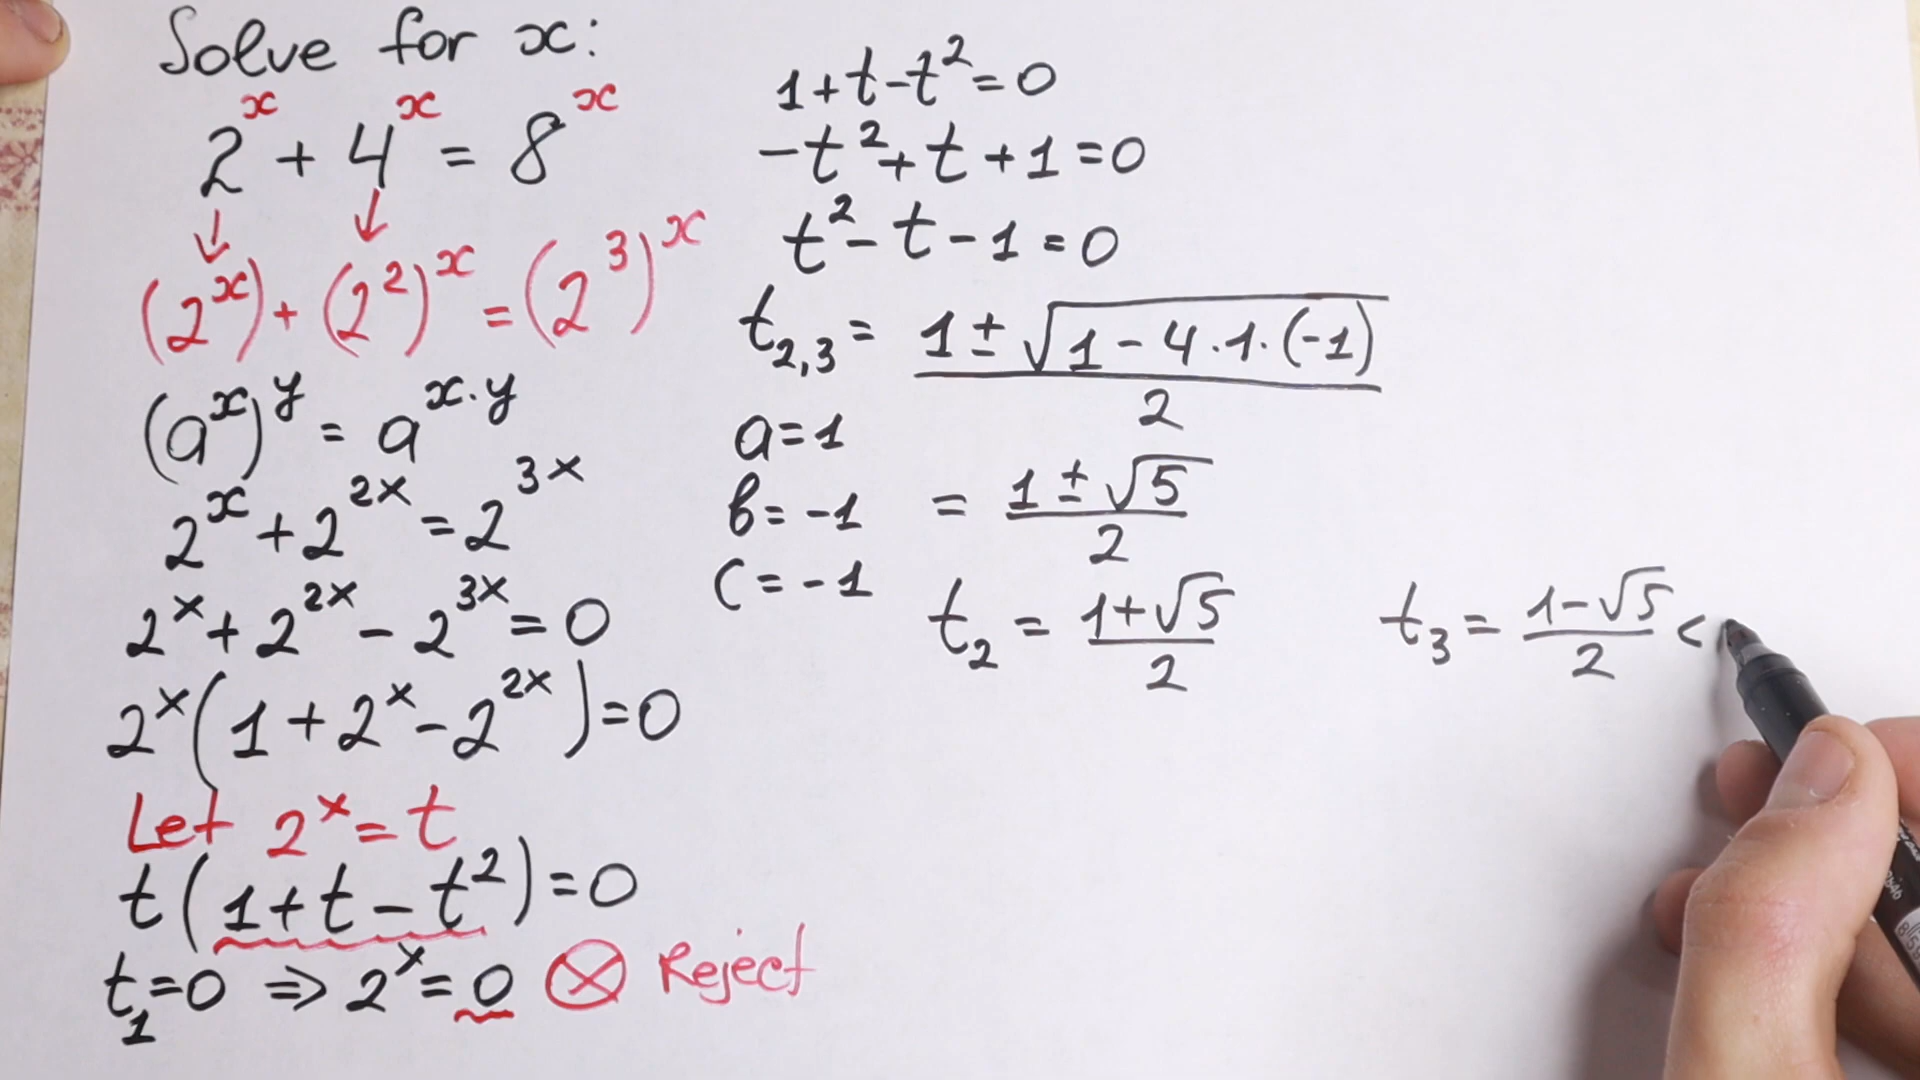 Solve for x:
2^x + 4^x = 8^x
(2^x) + (2^2)^x = (2^3)^x
(a^x)^y = a^(x·y)
2^x + 2^(2x) = 2^(3x)
2^x + 2^(2x) - 2^(3x) = 0
2^x (1 + 2^x - 2^(2x)) = 0
Let 2^x = t
t(1 + t - t^2) = 0
t_1 = 0 ⇒ 2^x = 0 ⊗ Reject
1 + t - t^2 = 0
-t^2 + t + 1 = 0
t^2 - t - 1 = 0
t_2,3 = (1 ± √(1 - 4·1·(-1)))/2
a = 1
b = -1
c = -1
= (1 ± √5)/2
t_2 = (1 + √5)/2
t_3 = (1 - √5)/2 <